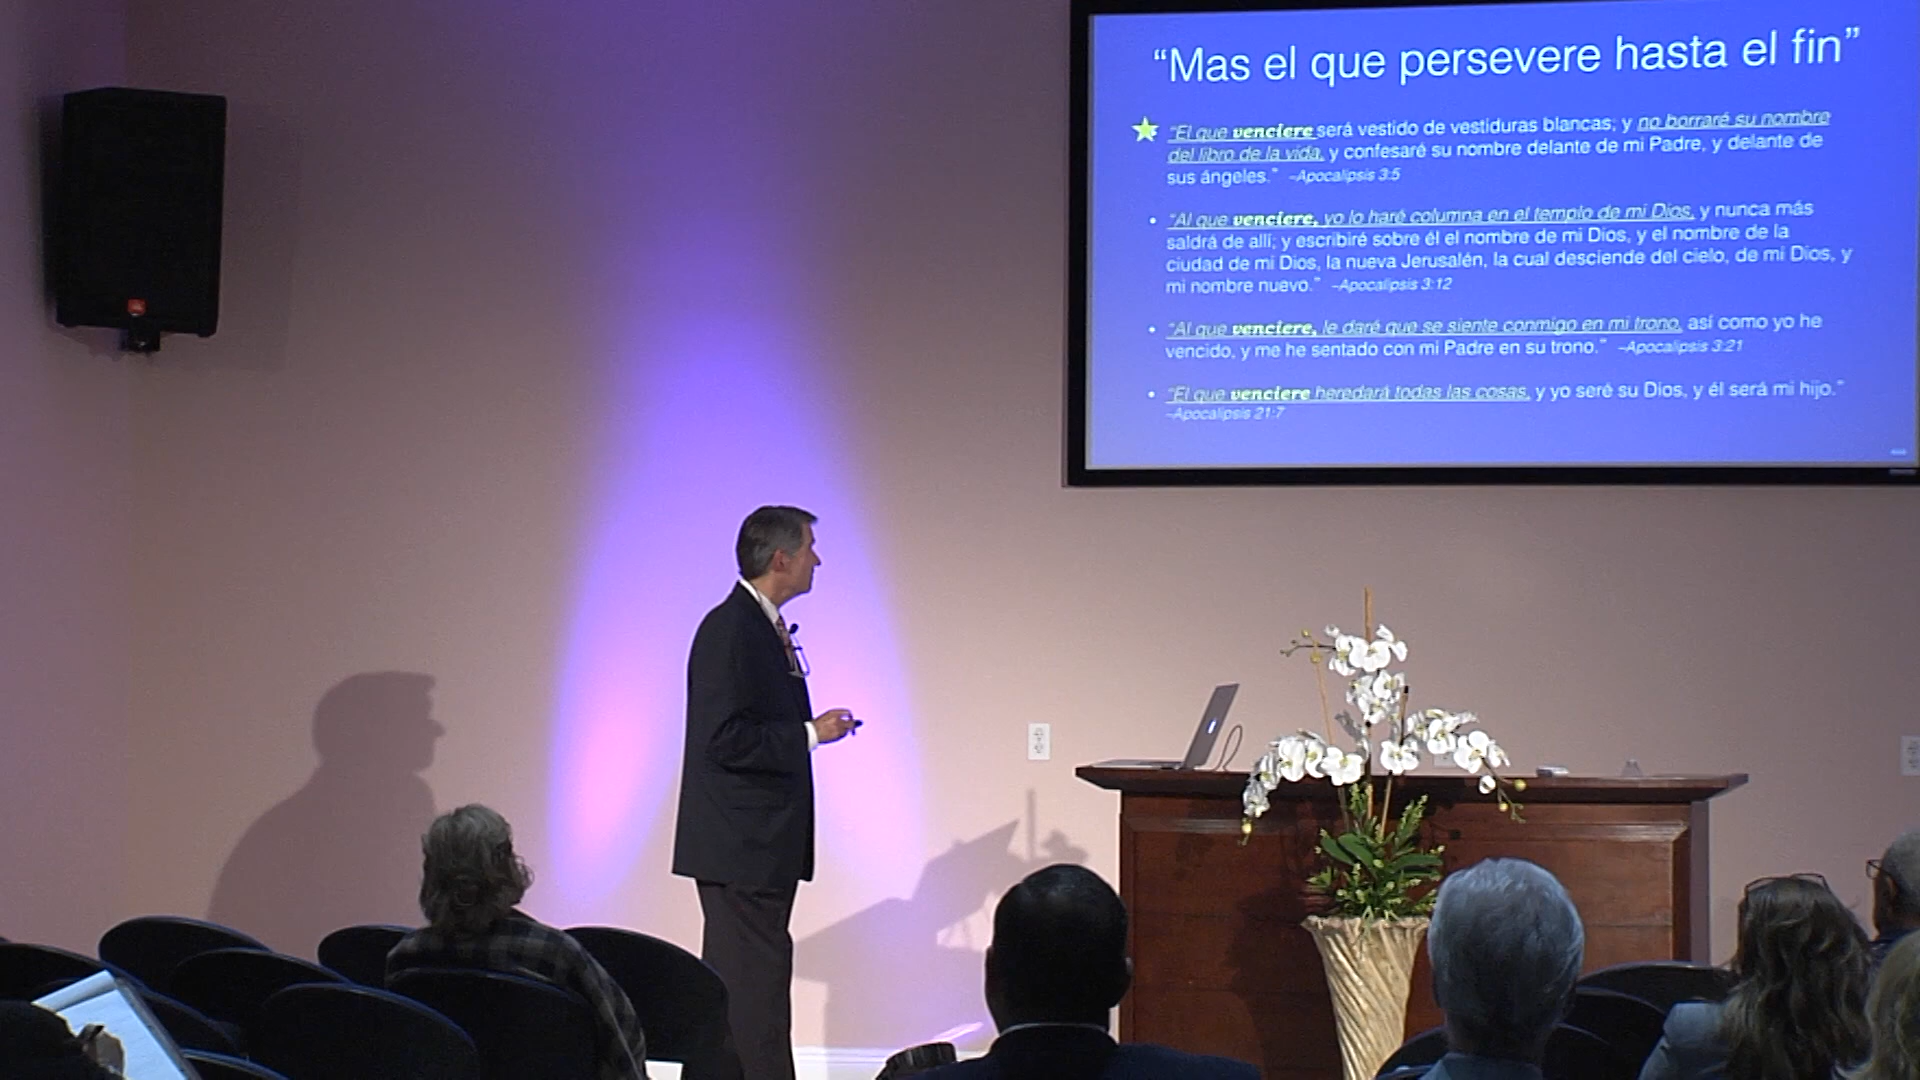 “Mas el que persevere hasta el fin”
“El que venciere será vestido de vestiduras blancas; y no borraré su nombre
del libro de la vida, y confesaré su nombre delante de mi Padre, y delante de
sus ángeles.” –Apocalipsis 3:5
• “Al que venciere, yo lo haré columna en el templo de mi Dios, y nunca más
saldrá de allí; y escribiré sobre él el nombre de mi Dios, y el nombre de la
ciudad de mi Dios, la nueva Jerusalén, la cual desciende del cielo, de mi Dios, y
mi nombre nuevo.” –Apocalipsis 3:12
• “Al que venciere, le daré que se siente conmigo en mi trono, así como yo he
vencido, y me he sentado con mi Padre en su trono.” –Apocalipsis 3:21
• “El que venciere heredará todas las cosas, y yo seré su Dios, y él será mi hijo.”
–Apocalipsis 21:7